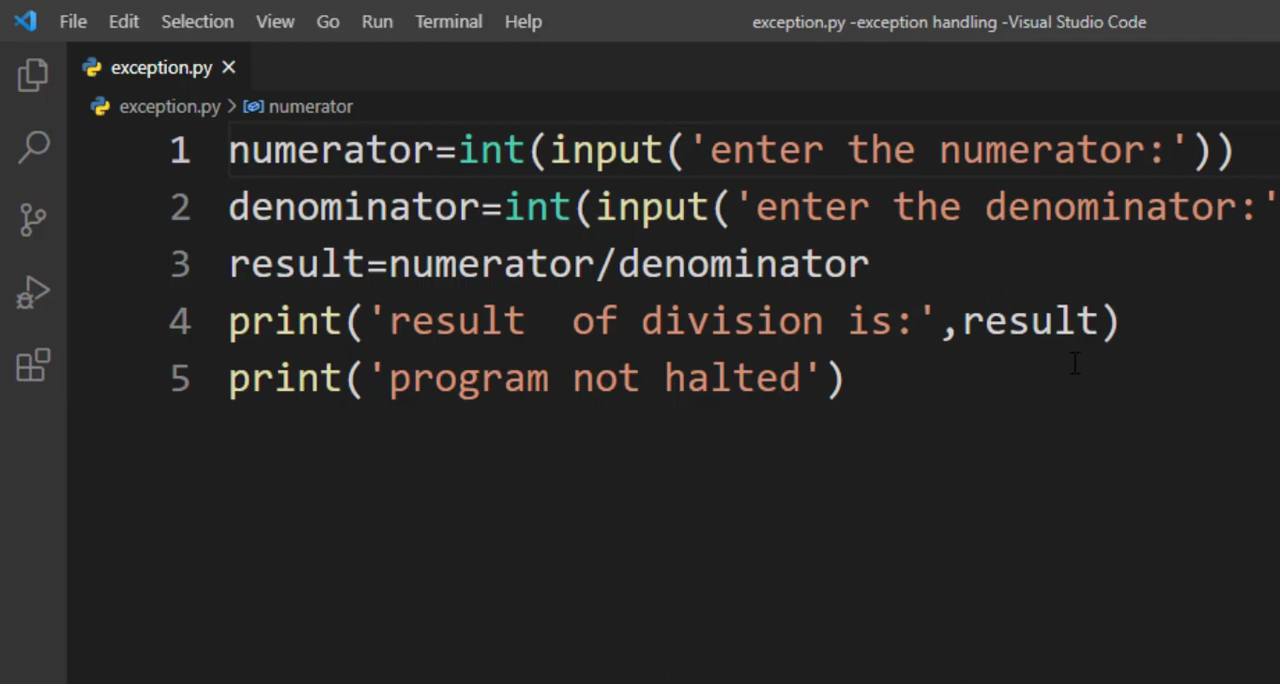 File Edit Selection View Go Run Terminal Help exception.py -exception handling -Visual Studio Code
exception.py
exception.py > numerator
1 numerator=int(input('enter the numerator:'))
2 denominator=int(input('enter the denominator:'
3 result=numerator/denominator
4 print('result  of division is:',result)
5 print('program not halted')